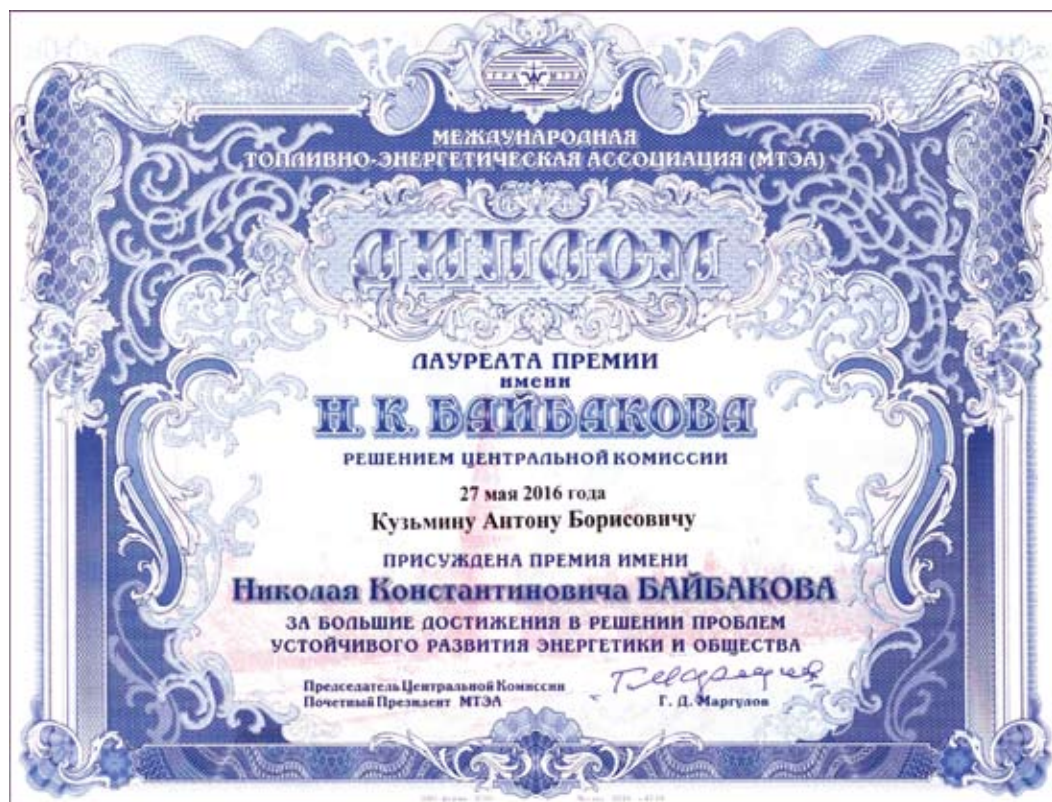 МЕЖДУНАРОДНАЯ
ТОПЛИВНО-ЭНЕРГЕТИЧЕСКАЯ АССОЦИАЦИЯ (МТЭА)
ДИПЛОМ
ЛАУРЕАТА ПРЕМИИ
имени
Н. К. БАЙБАКОВА
РЕШЕНИЕМ ЦЕНТРАЛЬНОЙ КОМИССИИ
27 мая 2016 года
Кузьмину Антону Борисовичу
ПРИСУЖДЕНА ПРЕМИЯ ИМЕНИ
Николая Константиновича БАЙБАКОВА
ЗА БОЛЬШИЕ ДОСТИЖЕНИЯ В РЕШЕНИИ ПРОБЛЕМ
УСТОЙЧИВОГО РАЗВИТИЯ ЭНЕРГЕТИКИ И ОБЩЕСТВА
Председатель Центральной Комиссии
Почетный Президент МТЭА
Г. Д. Маргулов